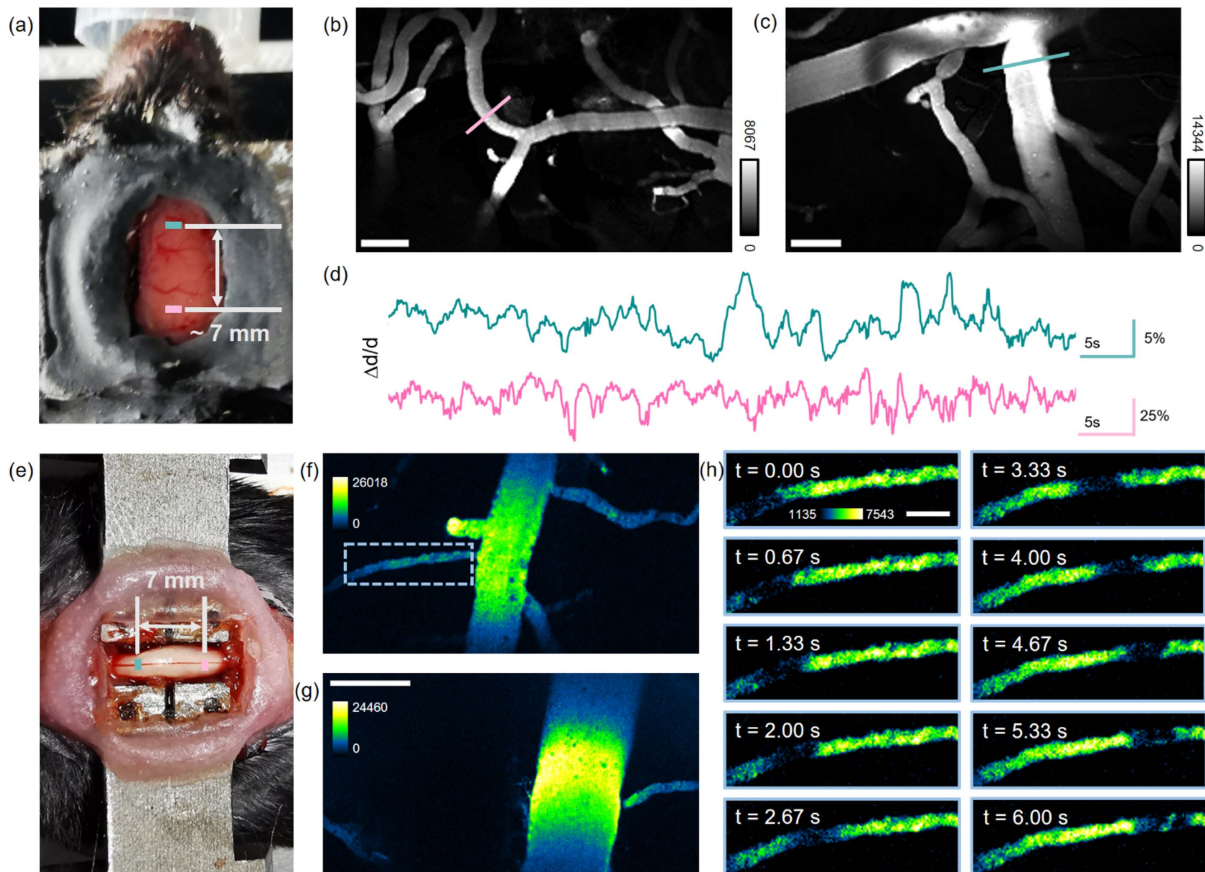 (a)
~ 7 mm
(b)
8067
0
(c)
14344
0
(d)
Δd/d
5s
5%
5s
25%
(e)
7 mm
(f)
26018
0
(g)
24460
0
(h)
t = 0.00 s
1135
7543
t = 0.67 s
t = 1.33 s
t = 2.00 s
t = 2.67 s
t = 3.33 s
t = 4.00 s
t = 4.67 s
t = 5.33 s
t = 6.00 s